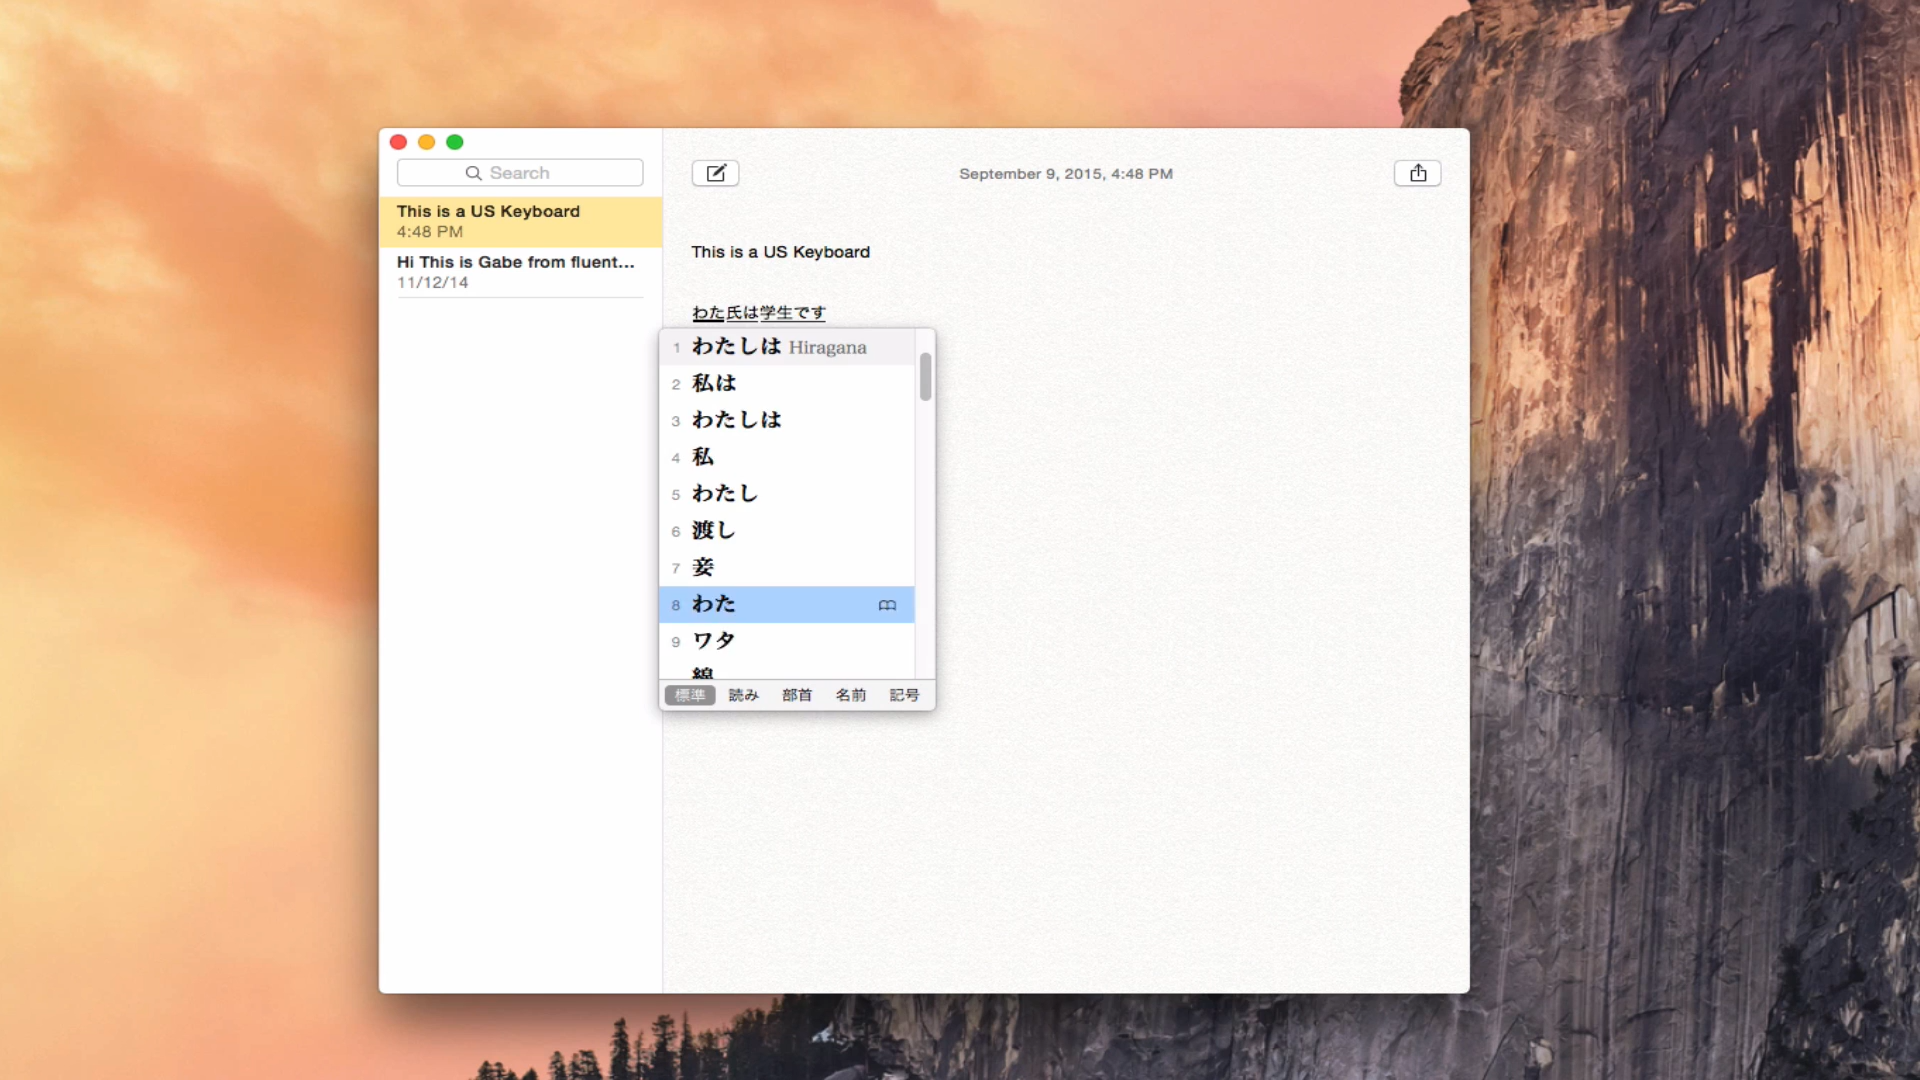 Search
This is a US Keyboard
4:48 PM
Hi This is Gabe from fluent...
11/12/14
September 9, 2015, 4:48 PM
This is a US Keyboard
わた氏は学生です
1 わたしは Hiragana
2 私は
3 わたしは
4 私
5 わたし
6 渡し
7 妾
8 わた
9 ワタ
綿
標準 読み 部首 名前 記号